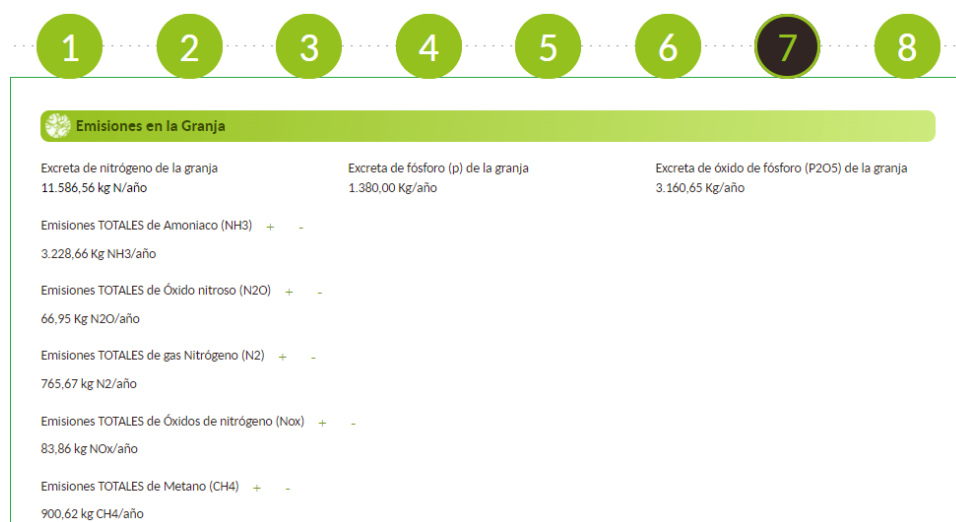 1 2 3 4 5 6 7 8
Emisiones en la Granja
Excreta de nitrógeno de la granja Excreta de fósforo (p) de la granja Excreta de óxido de fósforo (P2O5) de la granja
11.586,56 kg N/año 1.380,00 Kg/año 3.160,65 Kg/año
Emisiones TOTALES de Amoniaco (NH3) + -
3.228,66 Kg NH3/año
Emisiones TOTALES de Óxido nitroso (N2O) + -
66,95 Kg N2O/año
Emisiones TOTALES de gas Nitrógeno (N2) + -
765,67 kg N2/año
Emisiones TOTALES de Óxidos de nitrógeno (Nox) + -
83,86 kg NOx/año
Emisiones TOTALES de Metano (CH4) + -
900,62 kg CH4/año